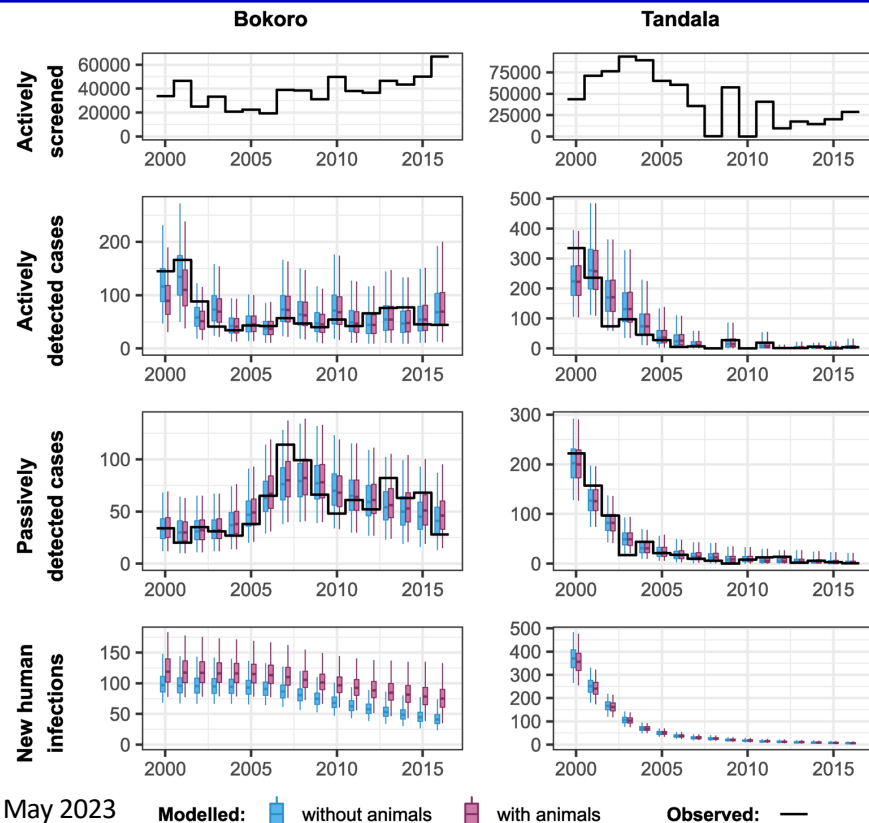 Bokoro Tandala
Actively screened
60000
40000
20000
0
2000 2005 2010 2015
75000
50000
25000
0
2000 2005 2010 2015
Actively detected cases
200
100
0
2000 2005 2010 2015
500
400
300
200
100
0
2000 2005 2010 2015
Passively detected cases
100
50
0
2000 2005 2010 2015
300
200
100
0
2000 2005 2010 2015
New human infections
150
100
50
0
2000 2005 2010 2015
500
400
300
200
100
0
2000 2005 2010 2015
May 2023 Modelled: without animals with animals Observed: